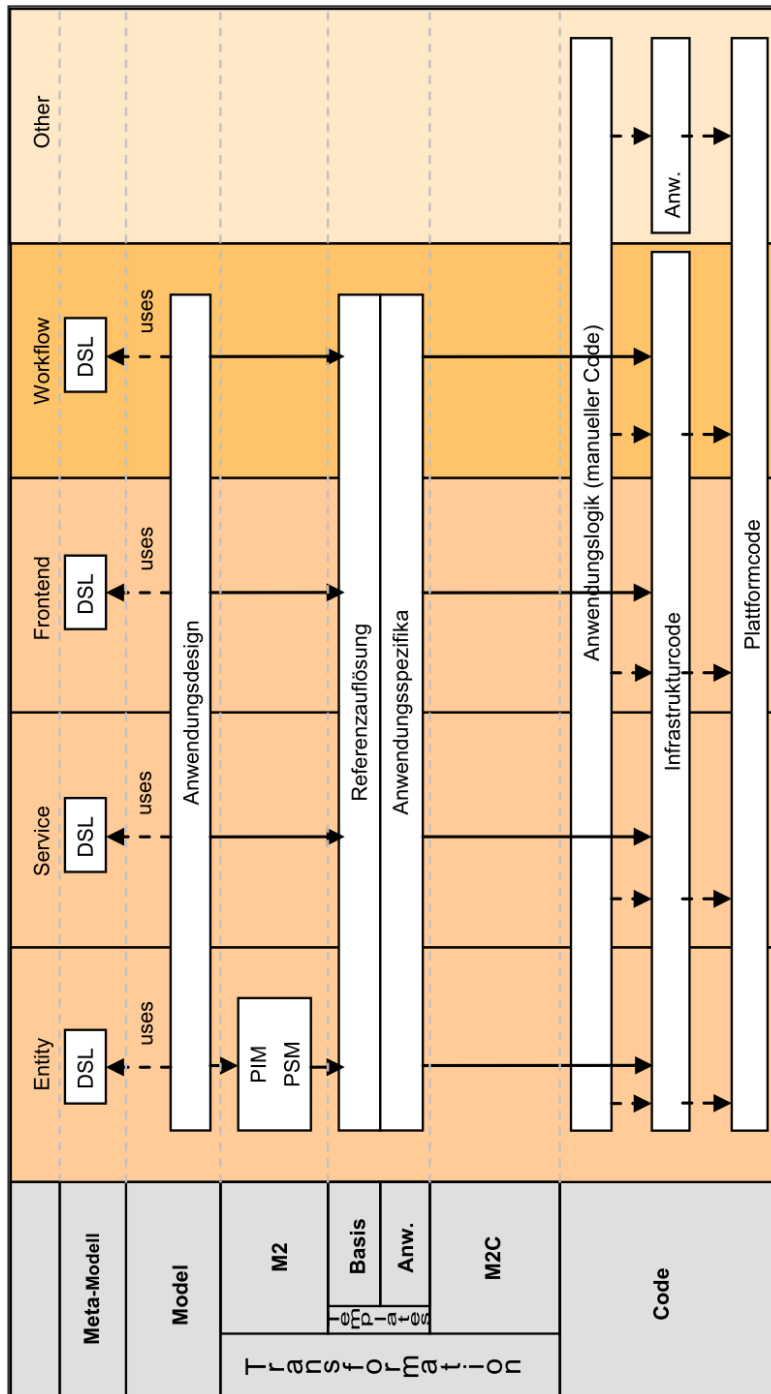 Entity
Service
Frontend
Workflow
Other
Meta-Modell
DSL
DSL
DSL
DSL
uses
uses
uses
uses
Model
Anwendungsdesign
Transformation
M2
PIM
PSM
Templates
Basis
Referenzauflösung
Anw.
Anwendungsspezifika
M2C
Code
Anwendungslogik (manueller Code)
Infrastrukturcode
Anw.
Plattformcode